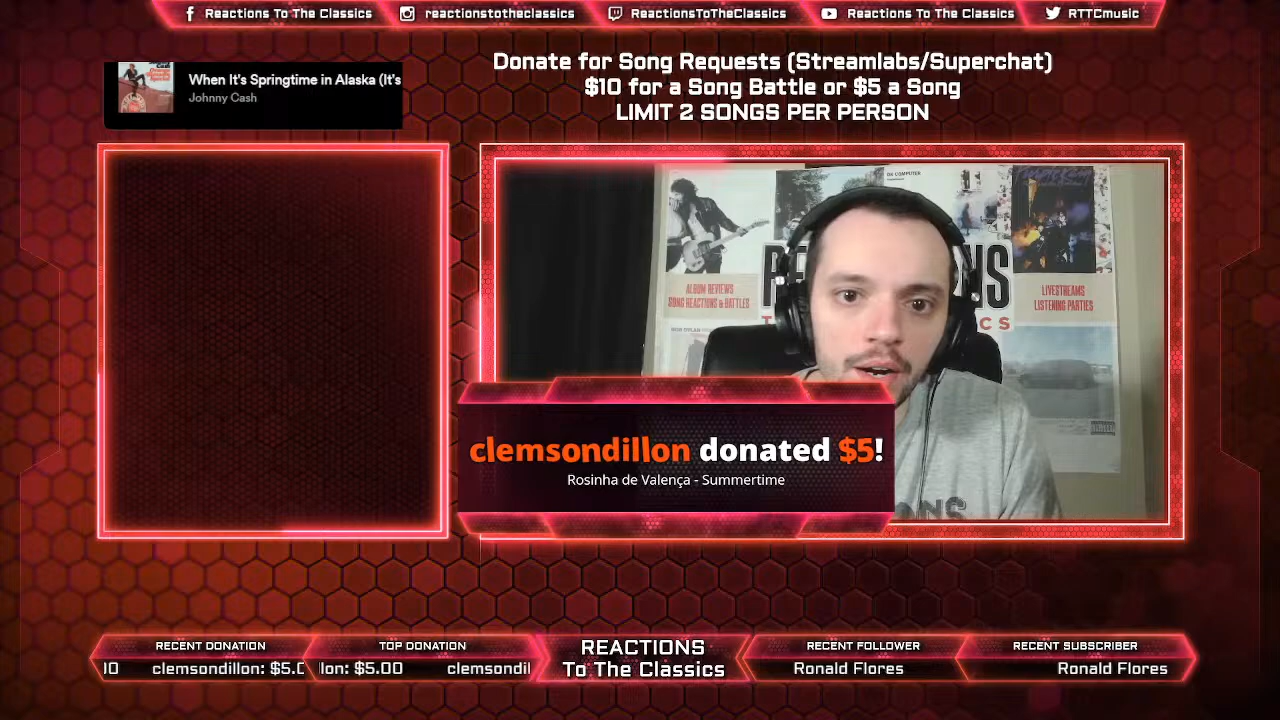 Reactions To The Classics
reactionstotheclassics
ReactionsToTheClassics
Reactions To The Classics
RTTCmusic
When It's Springtime in Alaska (It's
Johnny Cash
Donate for Song Requests (Streamlabs/Superchat)
$10 for a Song Battle or $5 a Song
LIMIT 2 SONGS PER PERSON
OK COMPUTER
ALBUM REVIEWS
SONG REACTIONS & BATTLES
LIVESTREAMS
LISTENING PARTIES
clemsondillon donated $5!
Rosinha de Valença - Summertime
RECENT DONATION
clemsondillon: $5.0
TOP DONATION
lon: $5.00 clemsondil
REACTIONS
To The Classics
RECENT FOLLOWER
Ronald Flores
RECENT SUBSCRIBER
Ronald Flores